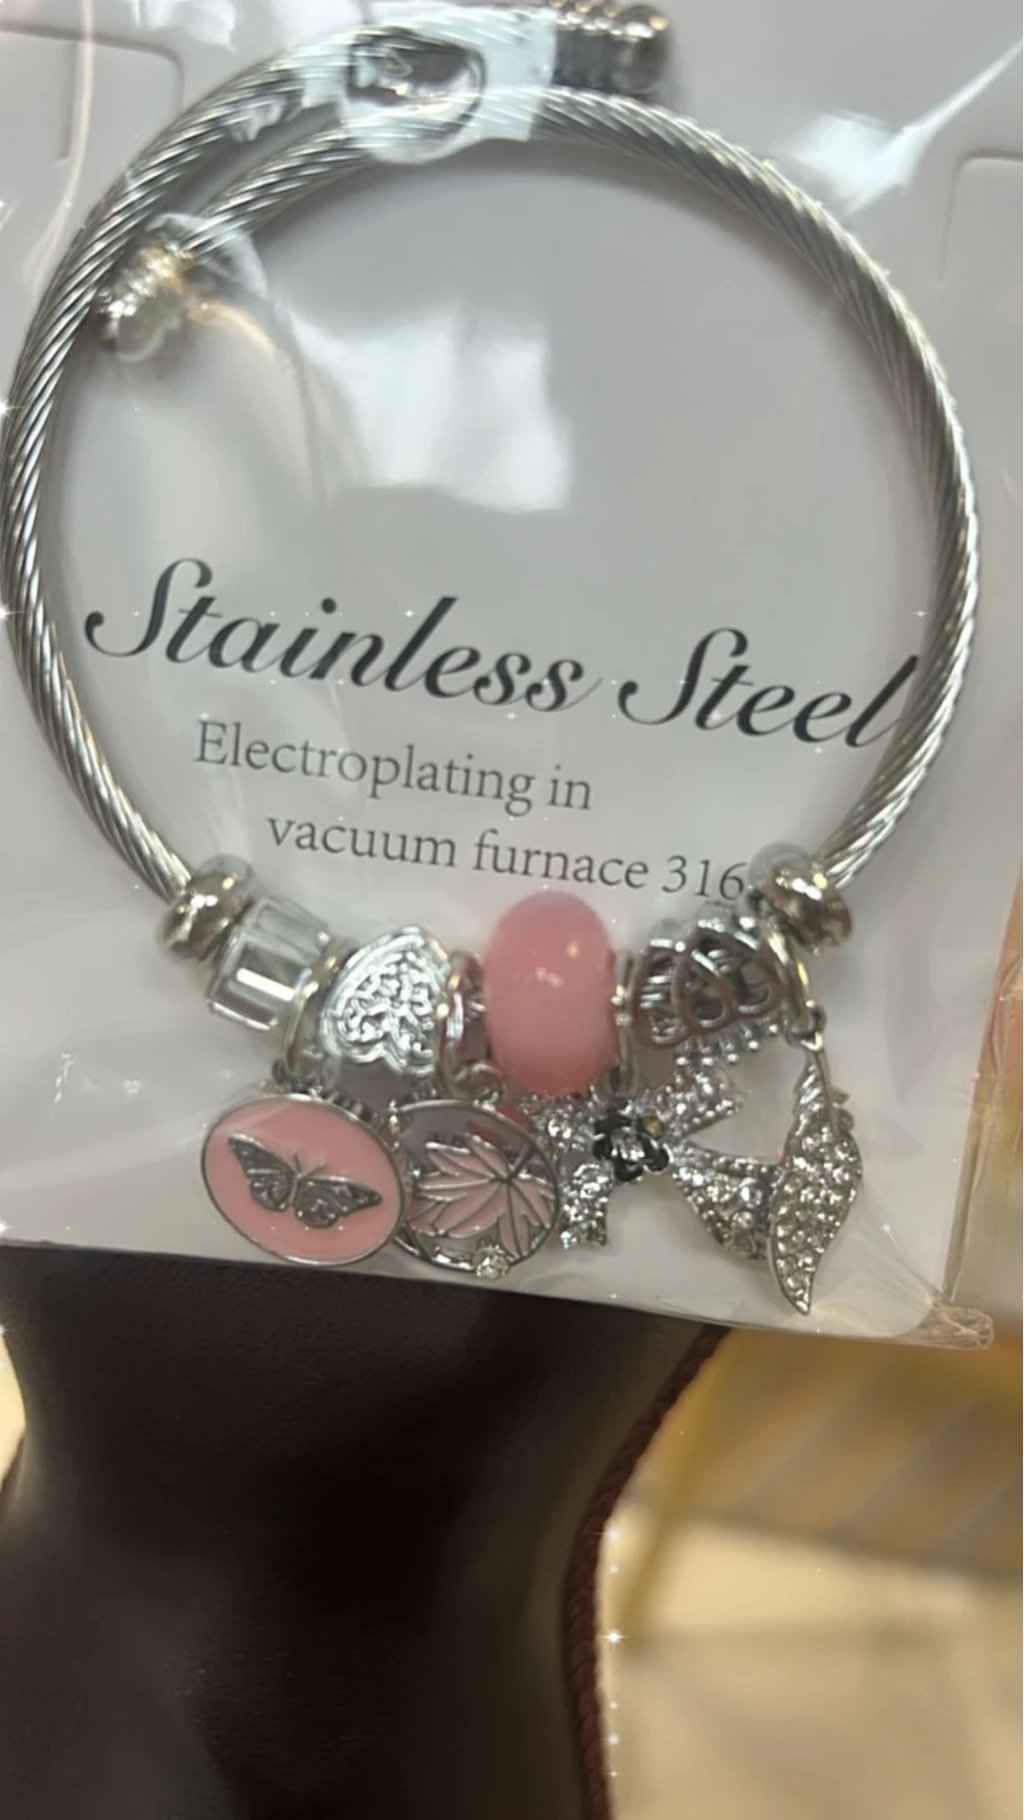 Stainless Steel
Electroplating in
vacuum furnace 316